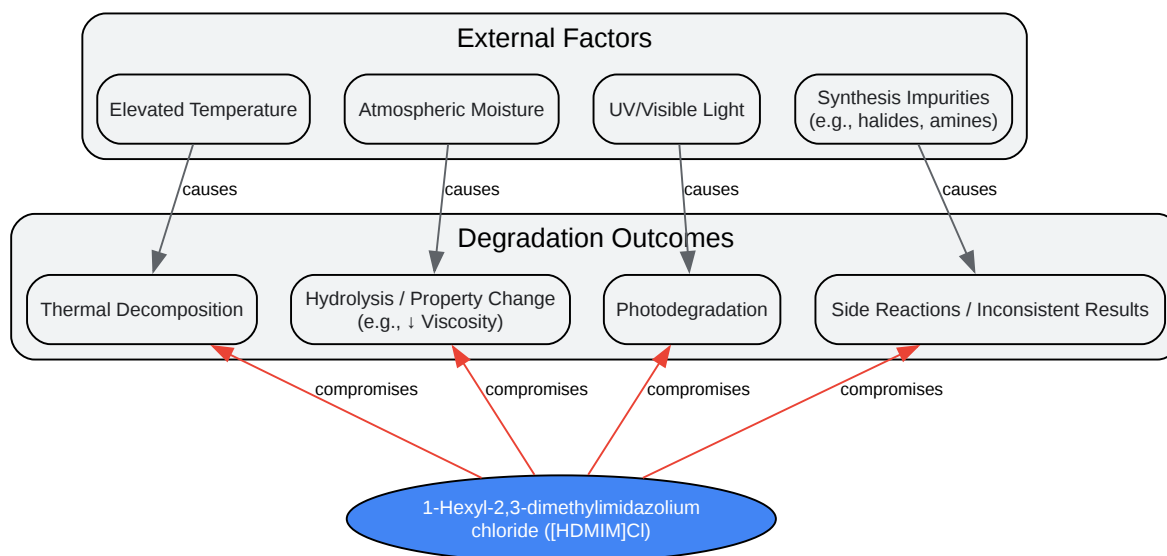 External Factors
Elevated Temperature
Atmospheric Moisture
UV/Visible Light
Synthesis Impurities
(e.g., halides, amines)
causes
causes
causes
causes
Degradation Outcomes
Thermal Decomposition
Hydrolysis / Property Change
(e.g., ↓ Viscosity)
Photodegradation
Side Reactions / Inconsistent Results
compromises
compromises
compromises
compromises
1-Hexyl-2,3-dimethylimidazolium
chloride ([HDMIM]Cl)